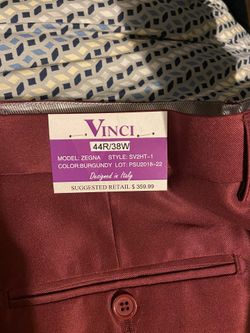 VINCI
44R/38W
MODEL: ZEGNA STYLE: SV2HT-1
COLOR:BURGUNDY LOT: PSU2018-22
Designed in Italy
SUGGESTED RETAIL $ 359.99